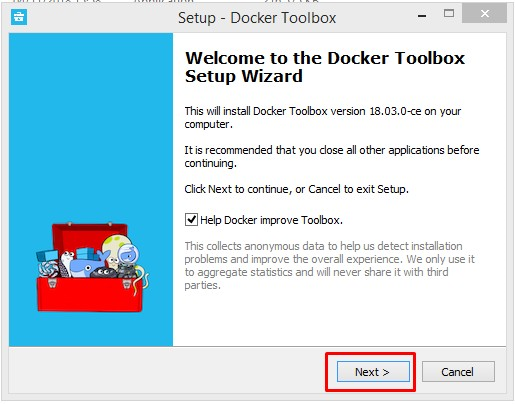 Setup - Docker Toolbox
Welcome to the Docker Toolbox
Setup Wizard
This will install Docker Toolbox version 18.03.0-ce on your
computer.
It is recommended that you close all other applications before
continuing.
Click Next to continue, or Cancel to exit Setup.
Help Docker improve Toolbox.
This collects anonymous data to help us detect installation
problems and improve the overall experience. We only use it
to aggregate statistics and will never share it with third
parties.
Next >
Cancel